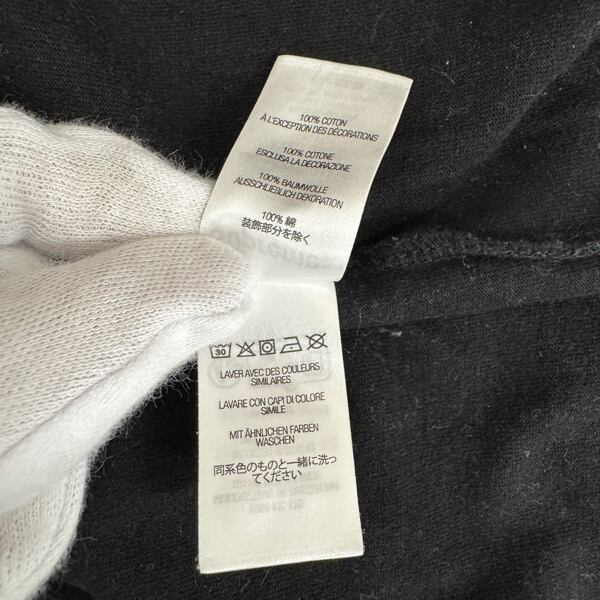 100% COTON
À L'EXCEPTION DES DÉCORATIONS
100% COTONE
ESCLUSA LA DECORAZIONE
100% BAUMWOLLE
AUSSCHLIEBLICH DEKORATION
100% 綿
装飾部分を除く
30
LAVER AVEC DES COULEURS
SIMILAIRES
LAVARE CON CAPI DI COLORE
SIMILE
MIT ÄHNLICHEN FARBEN
WASCHEN
同系色のものと一緒に洗っ
てください